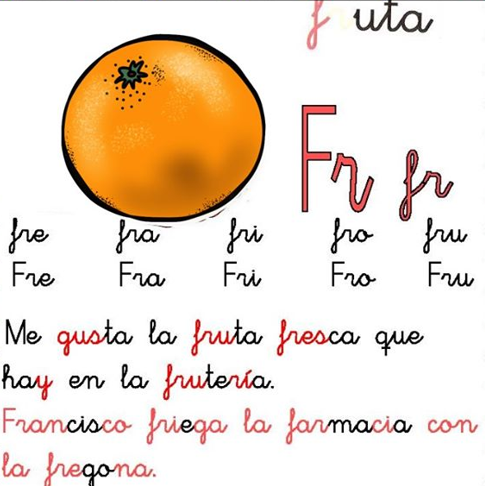 fruta
Fr fr
fre fra fri fro fru
Fre Fra Fri Fro Fru
Me gusta la fruta fresca que
hay en la frutería.
Francisco friega la farmacia con
la fregona.